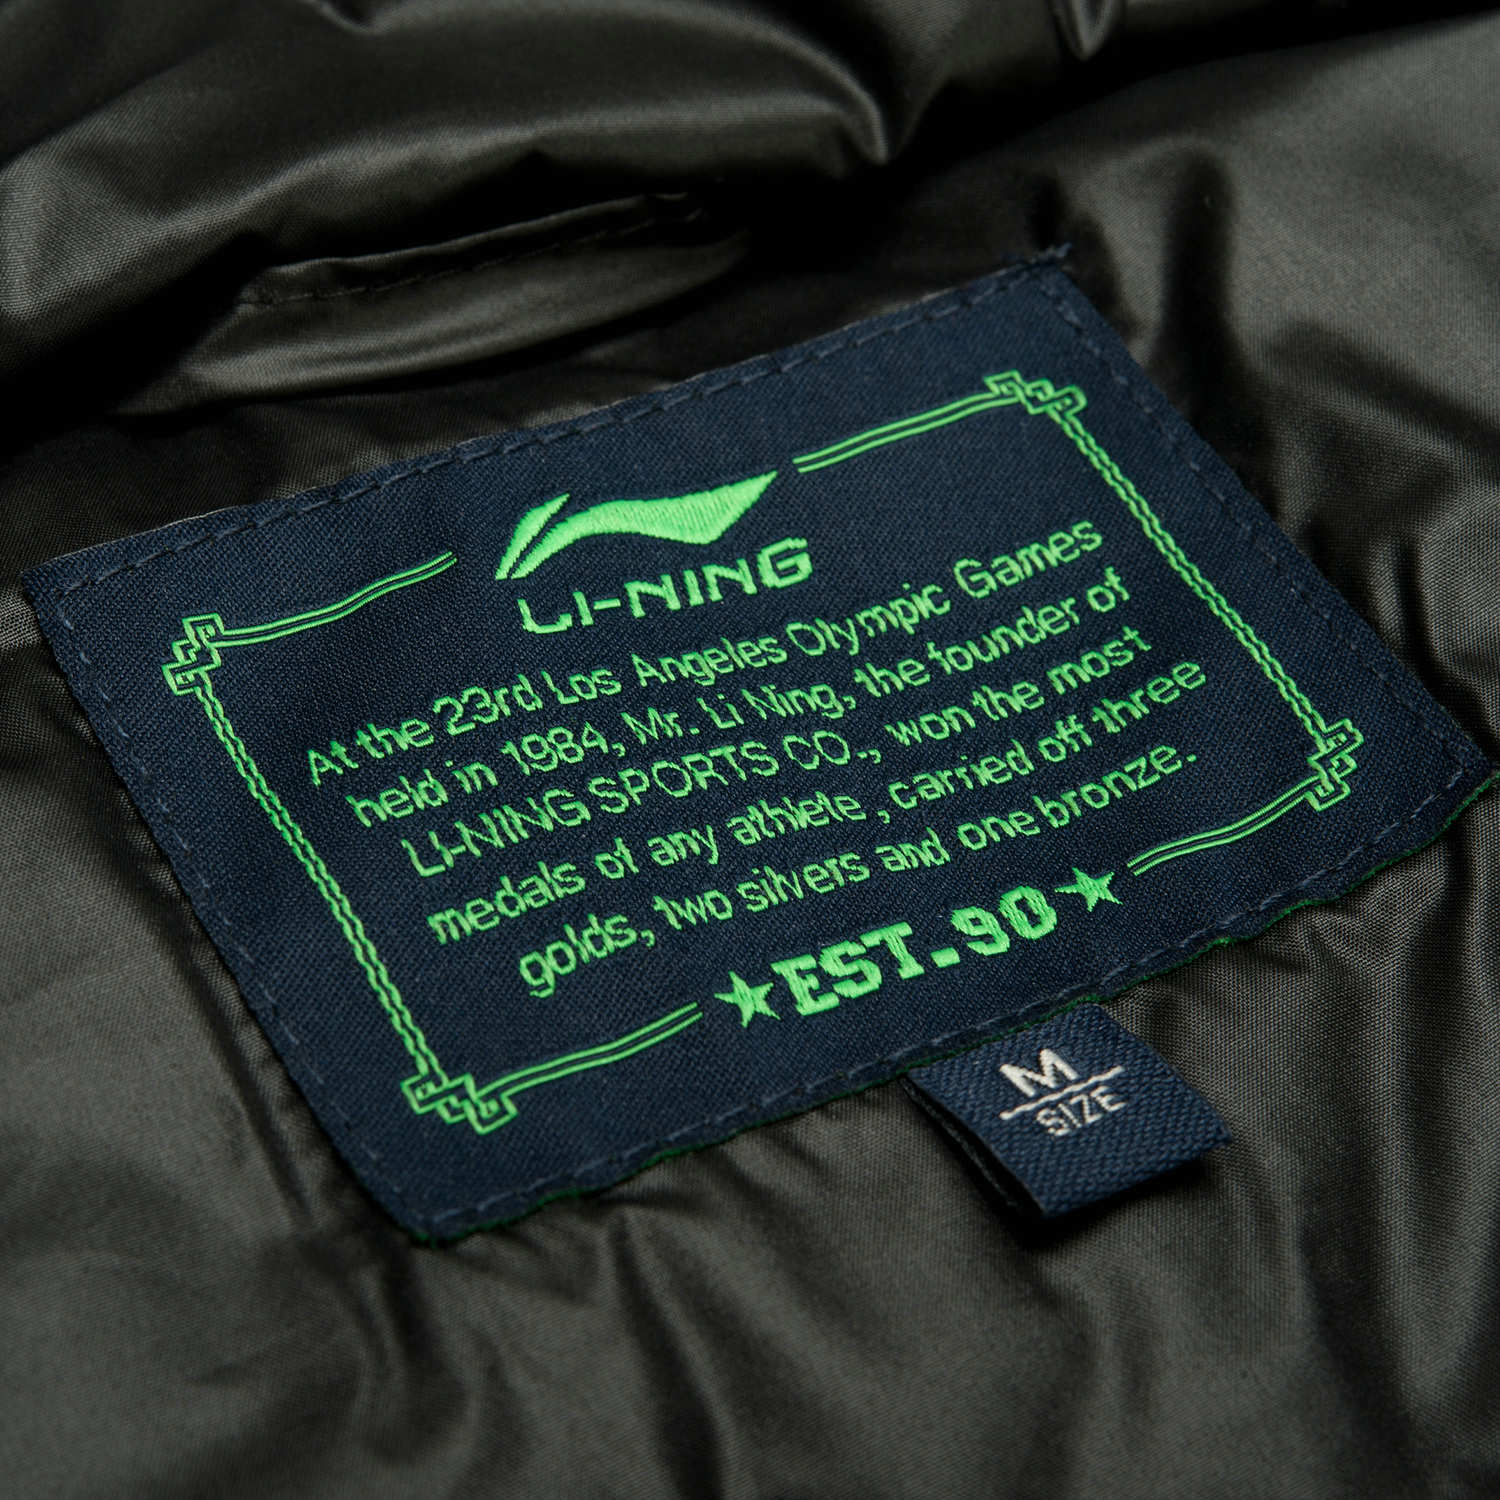 LI-NING
At the 23rd Los Angeles Olympic Games
held in 1984, Mr. Li Ning, the founder of
LI-NING SPORTS CO., won the most
medals of any athlete , carried off three
golds, two silvers and one bronze.
★EST.90★
M
SIZE